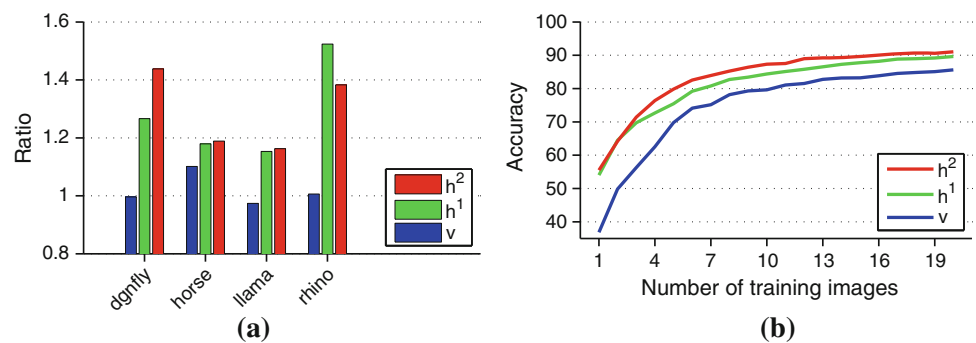 1.6
1.4
1.2
1
0.8
Ratio
dgnfly
horse
llama
rhino
h²
h¹
v
(a)
100
90
80
70
60
50
40
Accuracy
1 4 7 10 13 16 19
Number of training images
h²
h¹
v
(b)